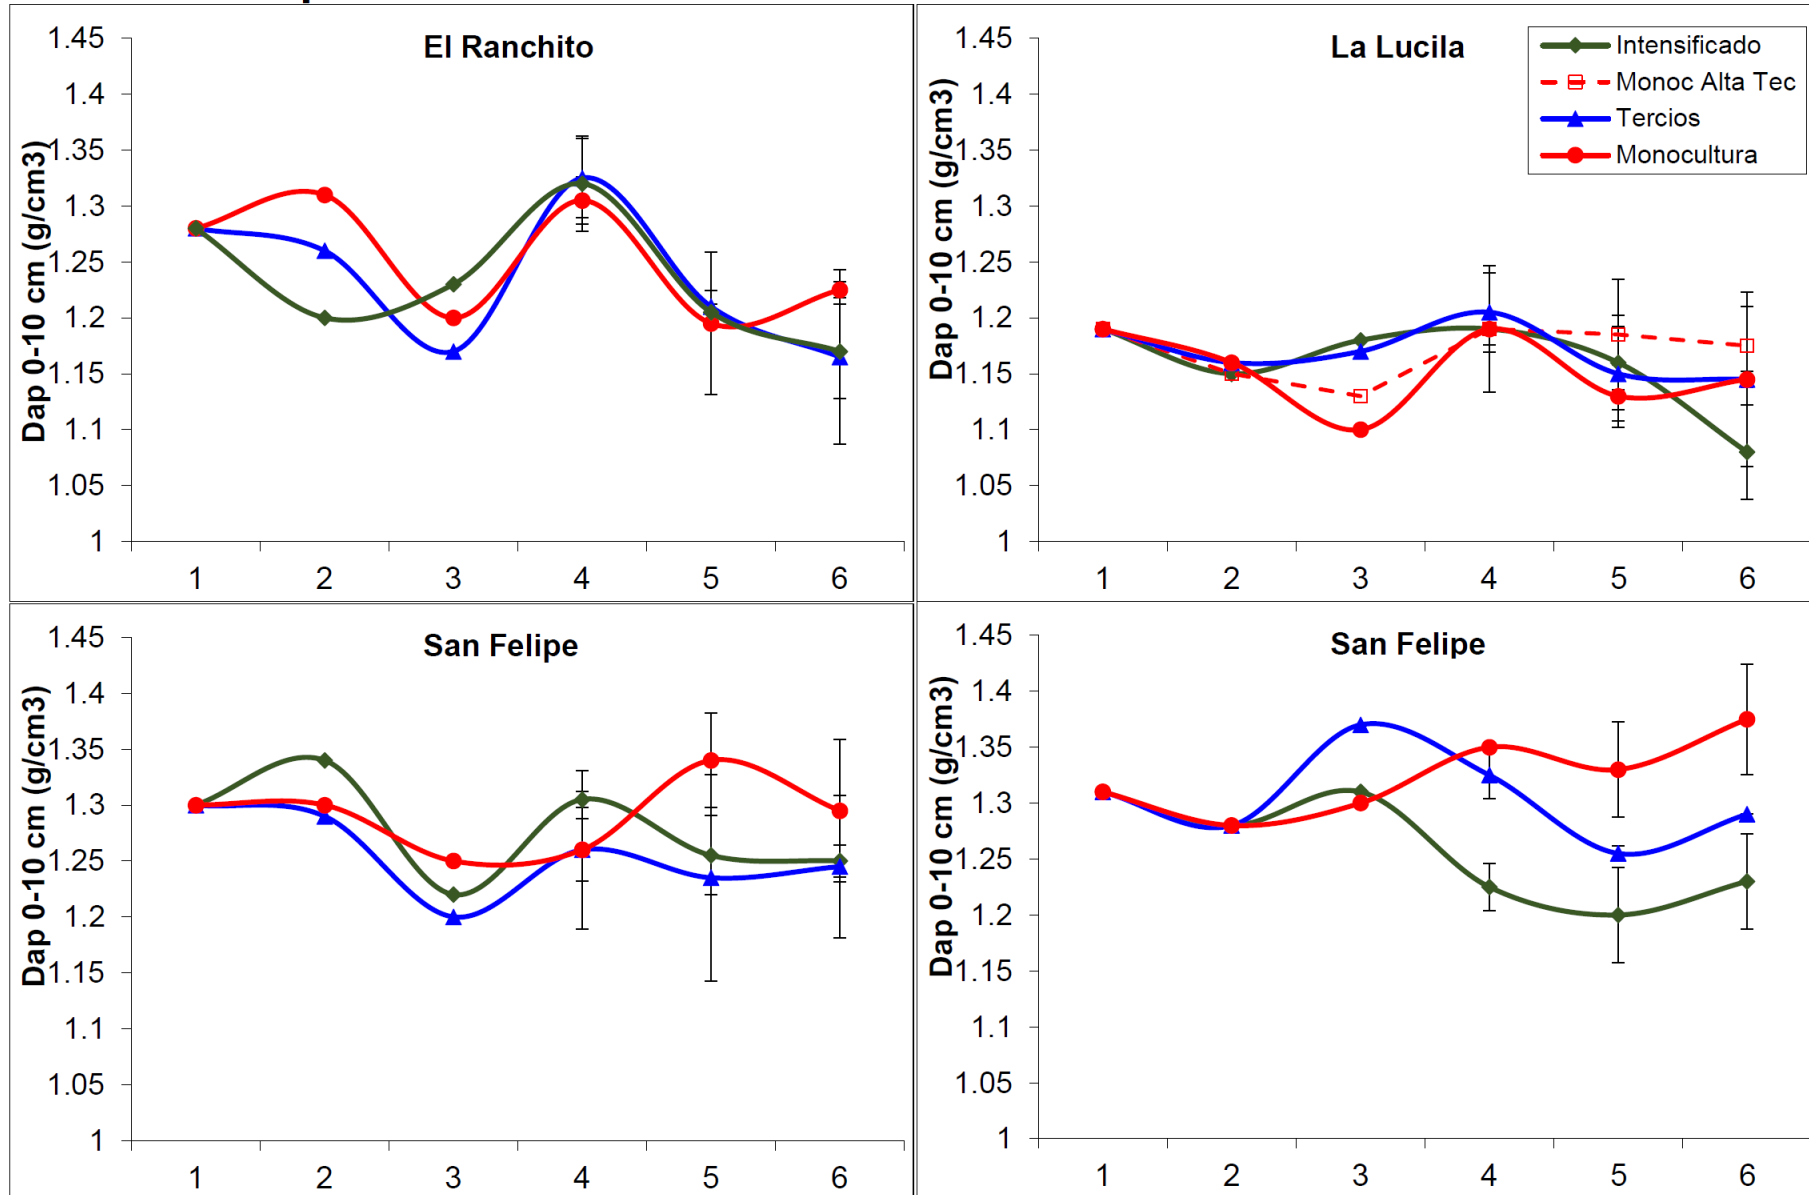 El Ranchito
Dap 0-10 cm (g/cm3)
1.45
1.4
1.35
1.3
1.25
1.2
1.15
1.1
1.05
1
1 2 3 4 5 6
La Lucila
Intensificado
Monoc Alta Tec
Tercios
Monocultura
Dap 0-10 cm (g/cm3)
1.45
1.4
1.35
1.3
1.25
1.2
1.15
1.1
1.05
1
1 2 3 4 5 6
San Felipe
Dap 0-10 cm (g/cm3)
1.45
1.4
1.35
1.3
1.25
1.2
1.15
1.1
1.05
1
1 2 3 4 5 6
San Felipe
Dap 0-10 cm (g/cm3)
1.45
1.4
1.35
1.3
1.25
1.2
1.15
1.1
1.05
1
1 2 3 4 5 6